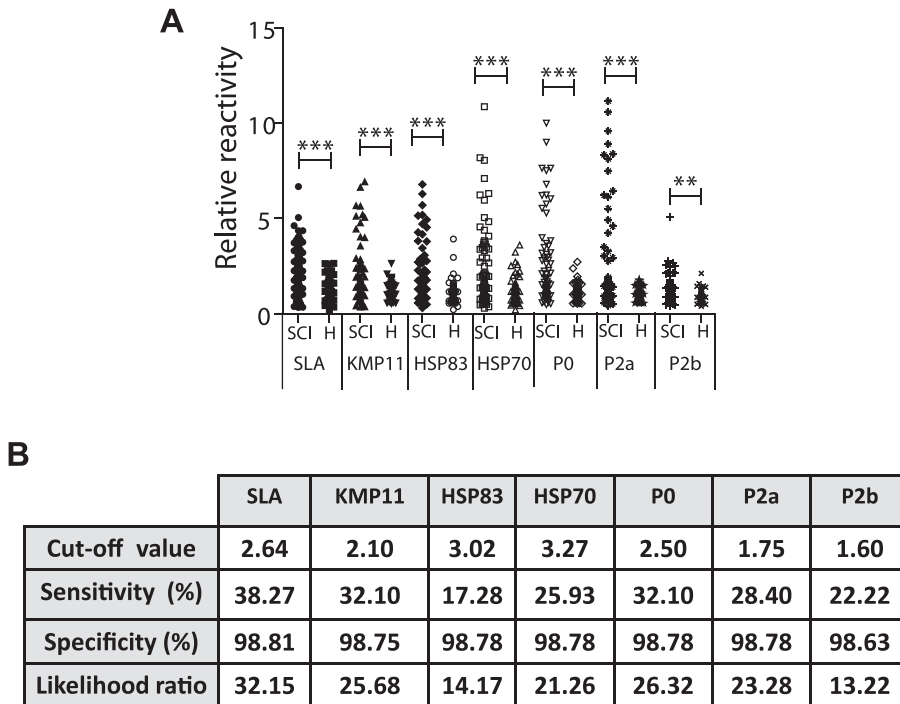 A
Relative reactivity
15
10
5
0
*** *** *** *** *** *** **
SCI H SCI H SCI H SCI H SCI H SCI H SCI H
SLA KMP11 HSP83 HSP70 P0 P2a P2b
B
SLA KMP11 HSP83 HSP70 P0 P2a P2b
Cut-off value 2.64 2.10 3.02 3.27 2.50 1.75 1.60
Sensitivity (%) 38.27 32.10 17.28 25.93 32.10 28.40 22.22
Specificity (%) 98.81 98.75 98.78 98.78 98.78 98.78 98.63
Likelihood ratio 32.15 25.68 14.17 21.26 26.32 23.28 13.22